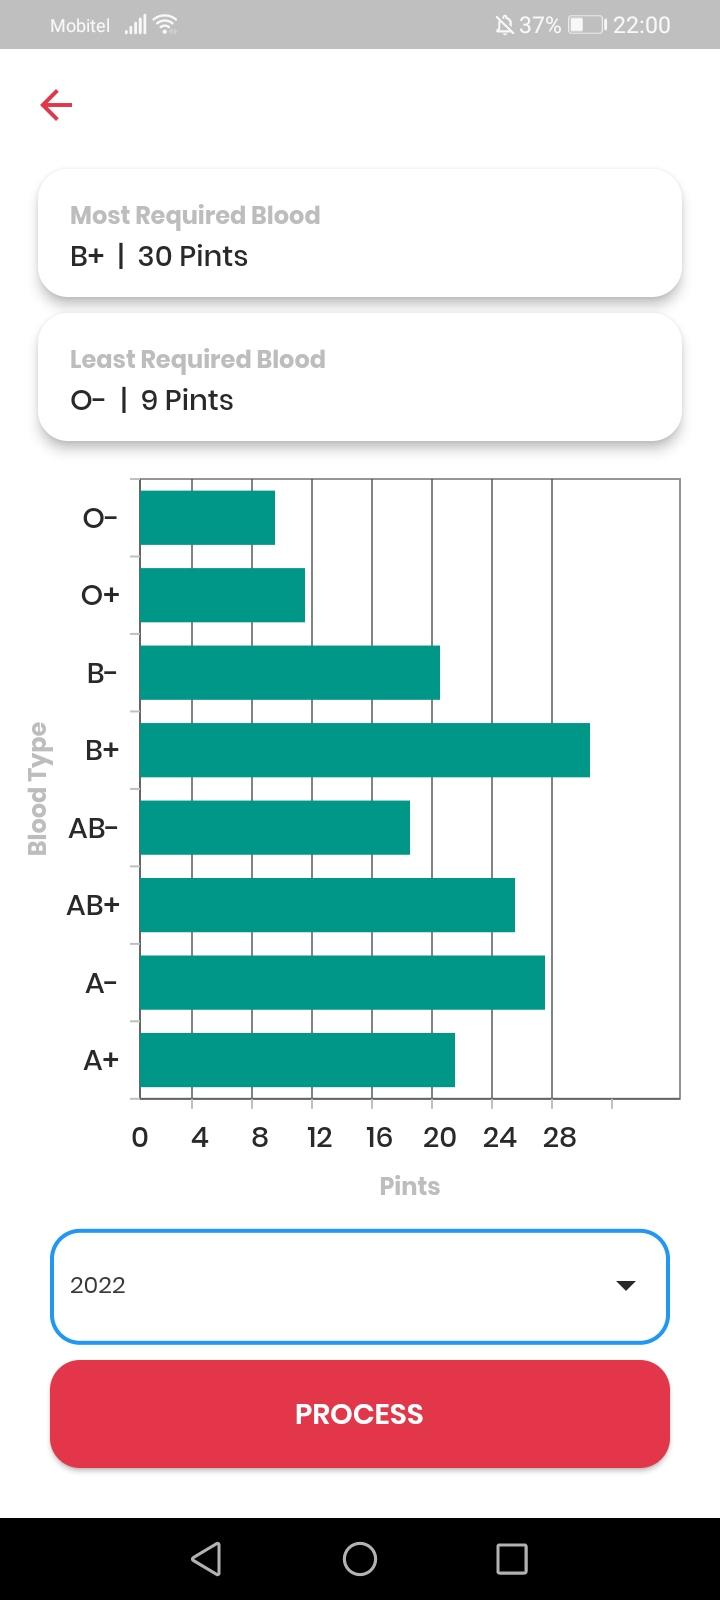 Mobitel 37% 22:00
Most Required Blood
B+ | 30 Pints
Least Required Blood
O- | 9 Pints
O-
O+
B-
B+
AB-
AB+
A-
A+
Blood Type
0 4 8 12 16 20 24 28
Pints
2022
PROCESS